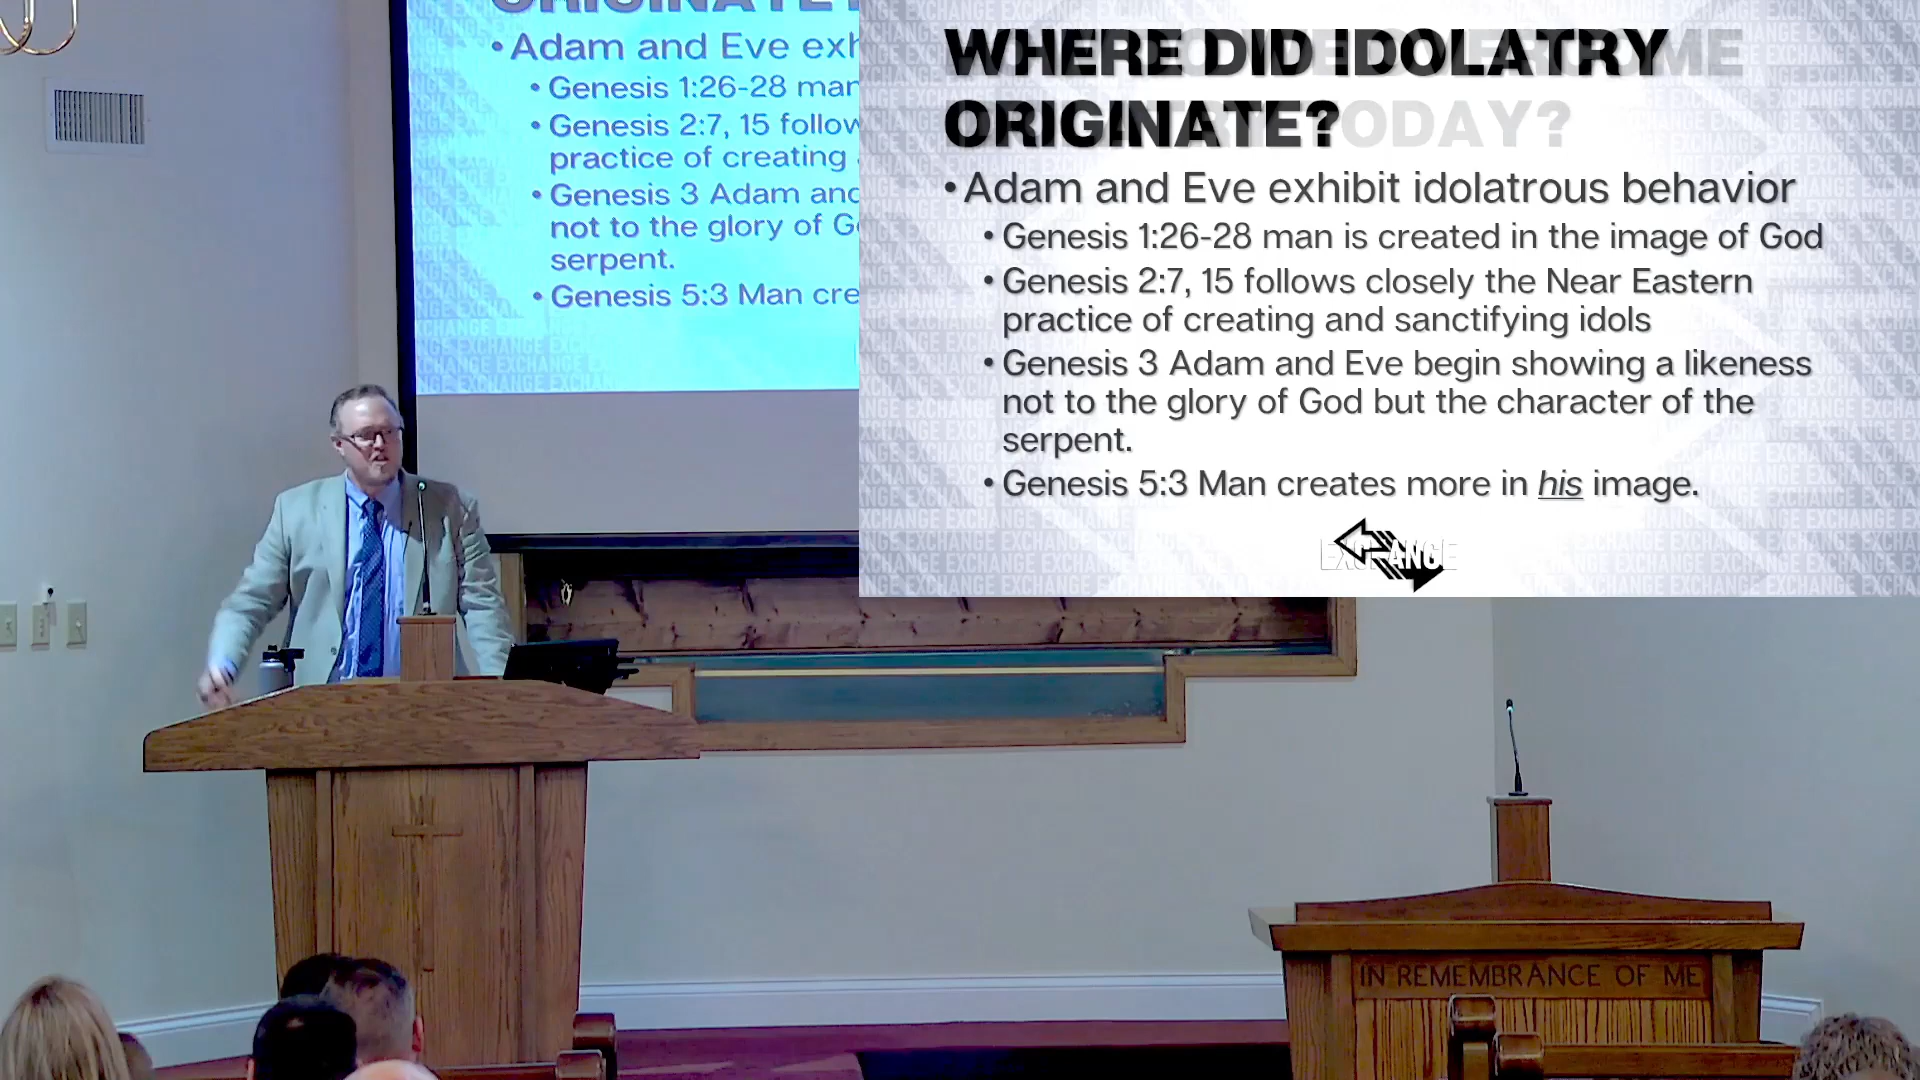 ORIGINATE?
• Adam and Eve exh
• Genesis 1:26-28 man
• Genesis 2:7, 15 follow
practice of creating
• Genesis 3 Adam and
not to the glory of G
serpent.
• Genesis 5:3 Man cre
WHERE DID IDOLATRY
ORIGINATE?
TODAY?
• Adam and Eve exhibit idolatrous behavior
• Genesis 1:26-28 man is created in the image of God
• Genesis 2:7, 15 follows closely the Near Eastern
practice of creating and sanctifying idols
• Genesis 3 Adam and Eve begin showing a likeness
not to the glory of God but the character of the
serpent.
• Genesis 5:3 Man creates more in his image.
EXCHANGE
IN REMEMBRANCE OF ME